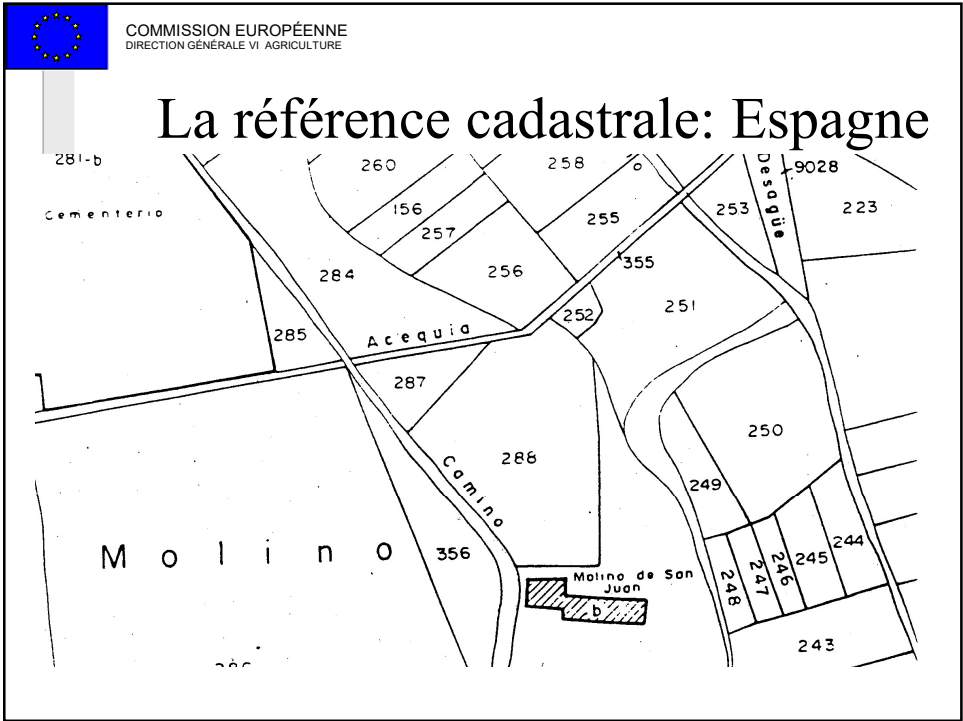 COMMISSION EUROPÉENNE
DIRECTION GÉNÉRALE VI AGRICULTURE
La référence cadastrale: Espagne
281-b
260
258
Desagüe
9028
Cementerio
156
257
255
253
223
284
256
355
252
251
285
Acequia
287
250
288
Camino
249
Molino
356
244
245
246
247
248
Molino de San
Juan
b
243